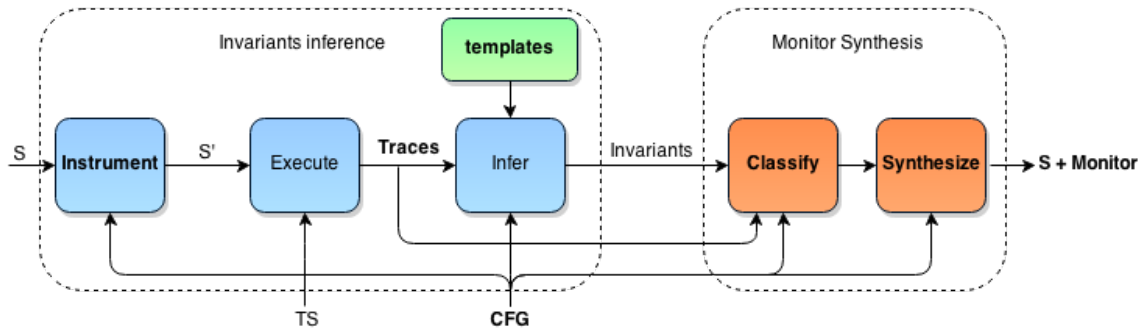 Invariants inference
templates
Monitor Synthesis
S
Instrument
S'
Execute
Traces
Infer
Invariants
Classify
Synthesize
S + Monitor
TS
CFG